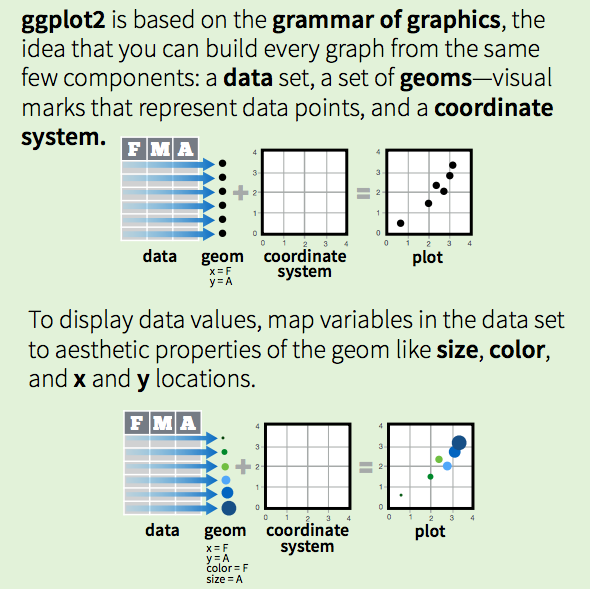 ggplot2 is based on the grammar of graphics, the
idea that you can build every graph from the same
few components: a data set, a set of geoms—visual
marks that represent data points, and a coordinate
system.
F M A
4
3
2
1
0
0 1 2 3 4
+
=
4
3
2
1
0
0 1 2 3 4
data
geom
x = F
y = A
coordinate
system
plot
To display data values, map variables in the data set
to aesthetic properties of the geom like size, color,
and x and y locations.
F M A
+
4
3
2
1
0
0 1 2 3 4
=
4
3
2
1
0
0 1 2 3 4
data
geom
x = F
y = A
color = F
size = A
coordinate
system
plot